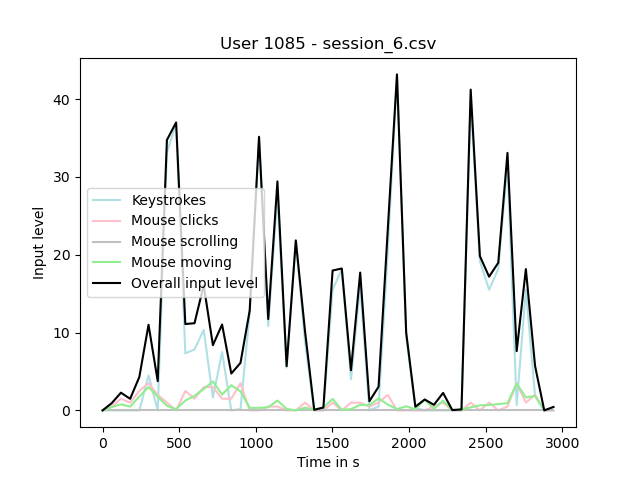 User 1085 - session_6.csv
40
30
20
10
0
Input level
Keystrokes
Mouse clicks
Mouse scrolling
Mouse moving
Overall input level
0 500 1000 1500 2000 2500 3000
Time in s